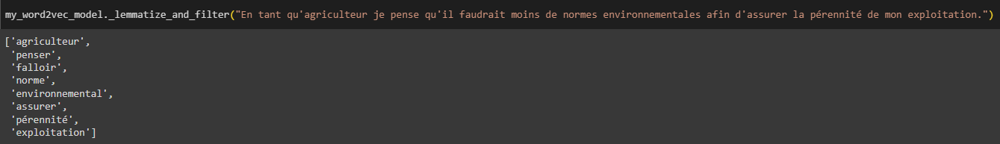 my_word2vec_model._lemmatize_and_filter("En tant qu'agriculteur je pense qu'il faudrait moins de normes environnementales afin d'assurer la pérennité de mon exploitation.")
['agriculteur',
 'penser',
 'falloir',
 'norme',
 'environnemental',
 'assurer',
 'pérennité',
 'exploitation']